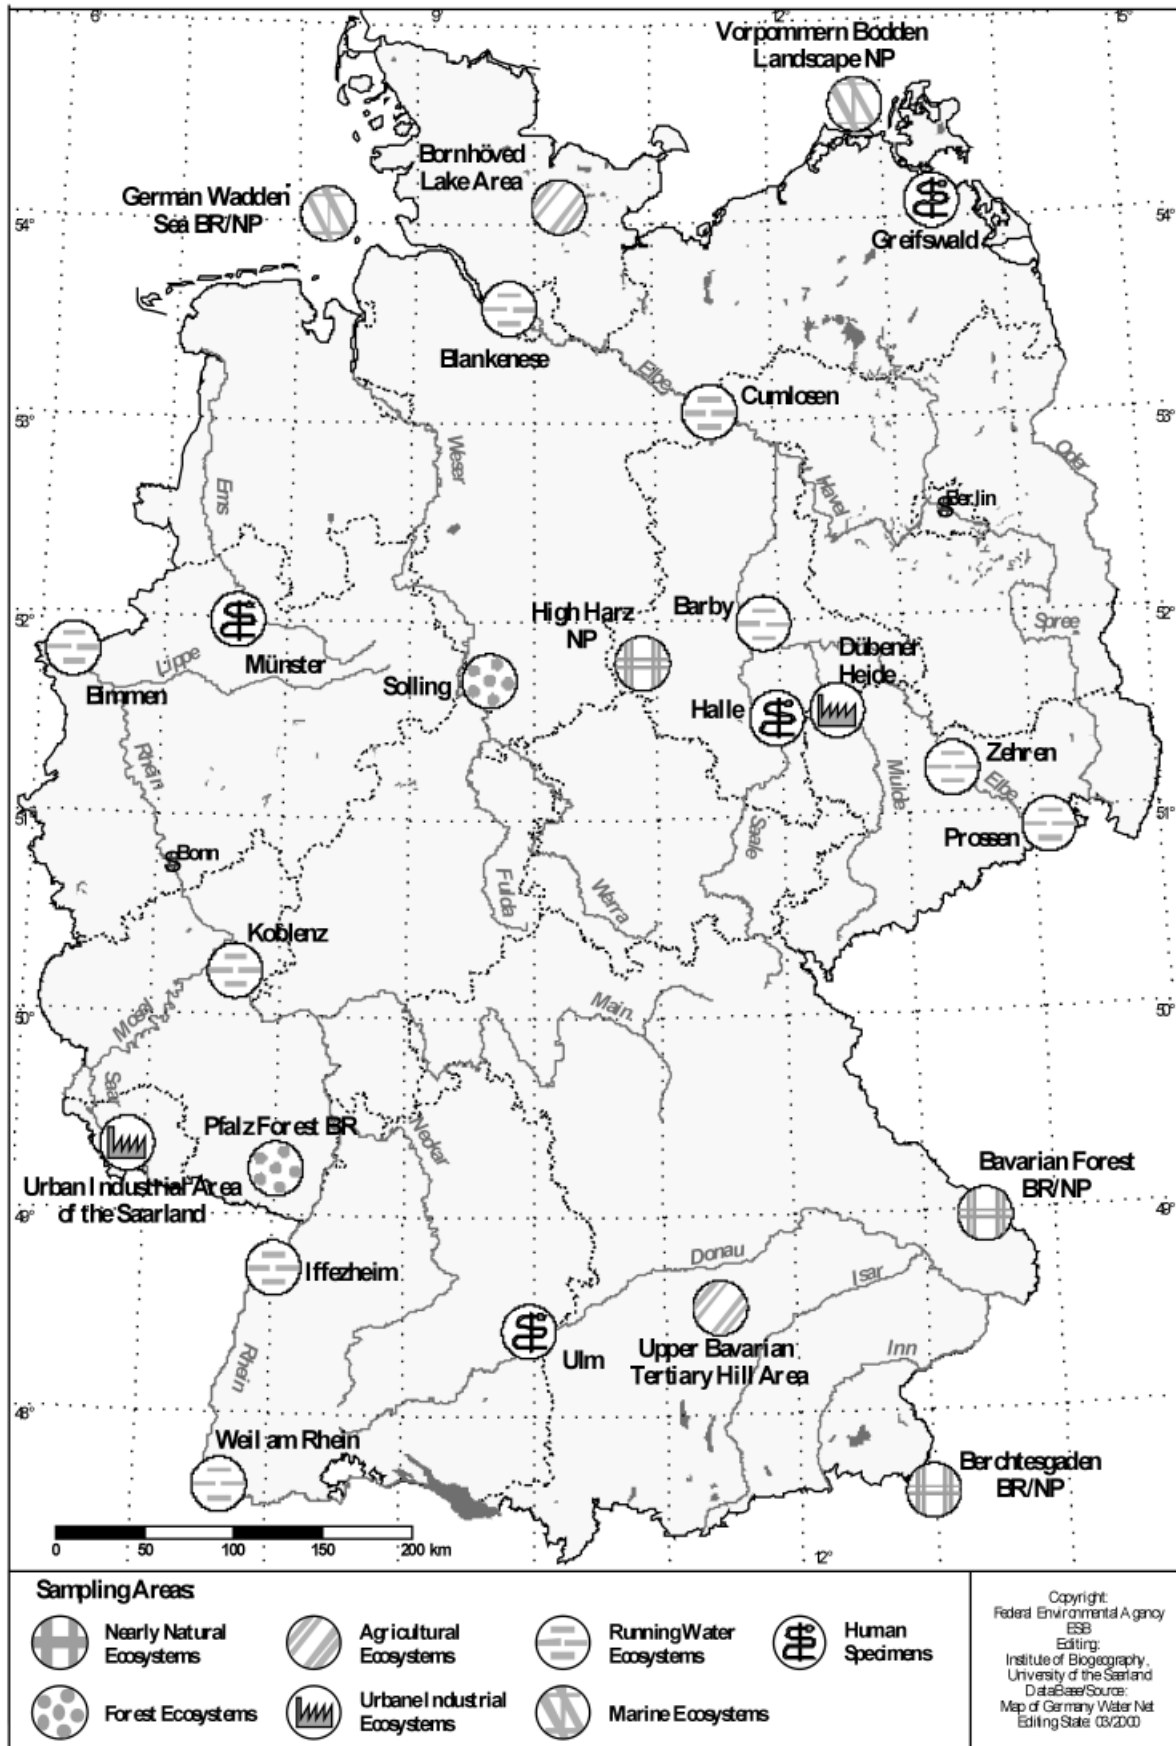 6°
9°
12°
15°
Vorpommern Bodden
Landscape NP
Bornhöved
Lake Area
German Wadden
Sea BR/NP
54°
54°
Greifswald
Blankenese
Elbe
Cumlosen
53°
53°
Weser
Ems
Havel
Oder
Berlin
52°
52°
High Harz
NP
Barby
Spree
Lippe
Münster
Dübener
Heide
Bimmen
Solling
Halle
Zehren
Rhein
Mulde
Elbe
51°
51°
Prossen
Saale
Bonn
Fulda
Werra
Koblenz
Main
50°
50°
Mosel
Saar
Pfalz Forest BR
Neckar
Urban Industrial Area
of the Saarland
Bavarian Forest
BR/NP
49°
49°
Donau
Isar
Iffezheim
Ulm
Upper Bavarian
Tertiary Hill Area
Inn
Rhein
48°
Weil am Rhein
Berchtesgaden
BR/NP
0 50 100 150 200 km
12°
Sampling Areas:
Nearly Natural
Ecosystems
Agricultural
Ecosystems
Running Water
Ecosystems
Human
Specimens
Forest Ecosystems
Urbane Industrial
Ecosystems
Marine Ecosystems
Copyright:
Federal Environmental Agency
ESB
Editing:
Institute of Biogeography,
University of the Saarland
DataBase/Source:
Map of Germany Water Net
Editing State: 03/2000